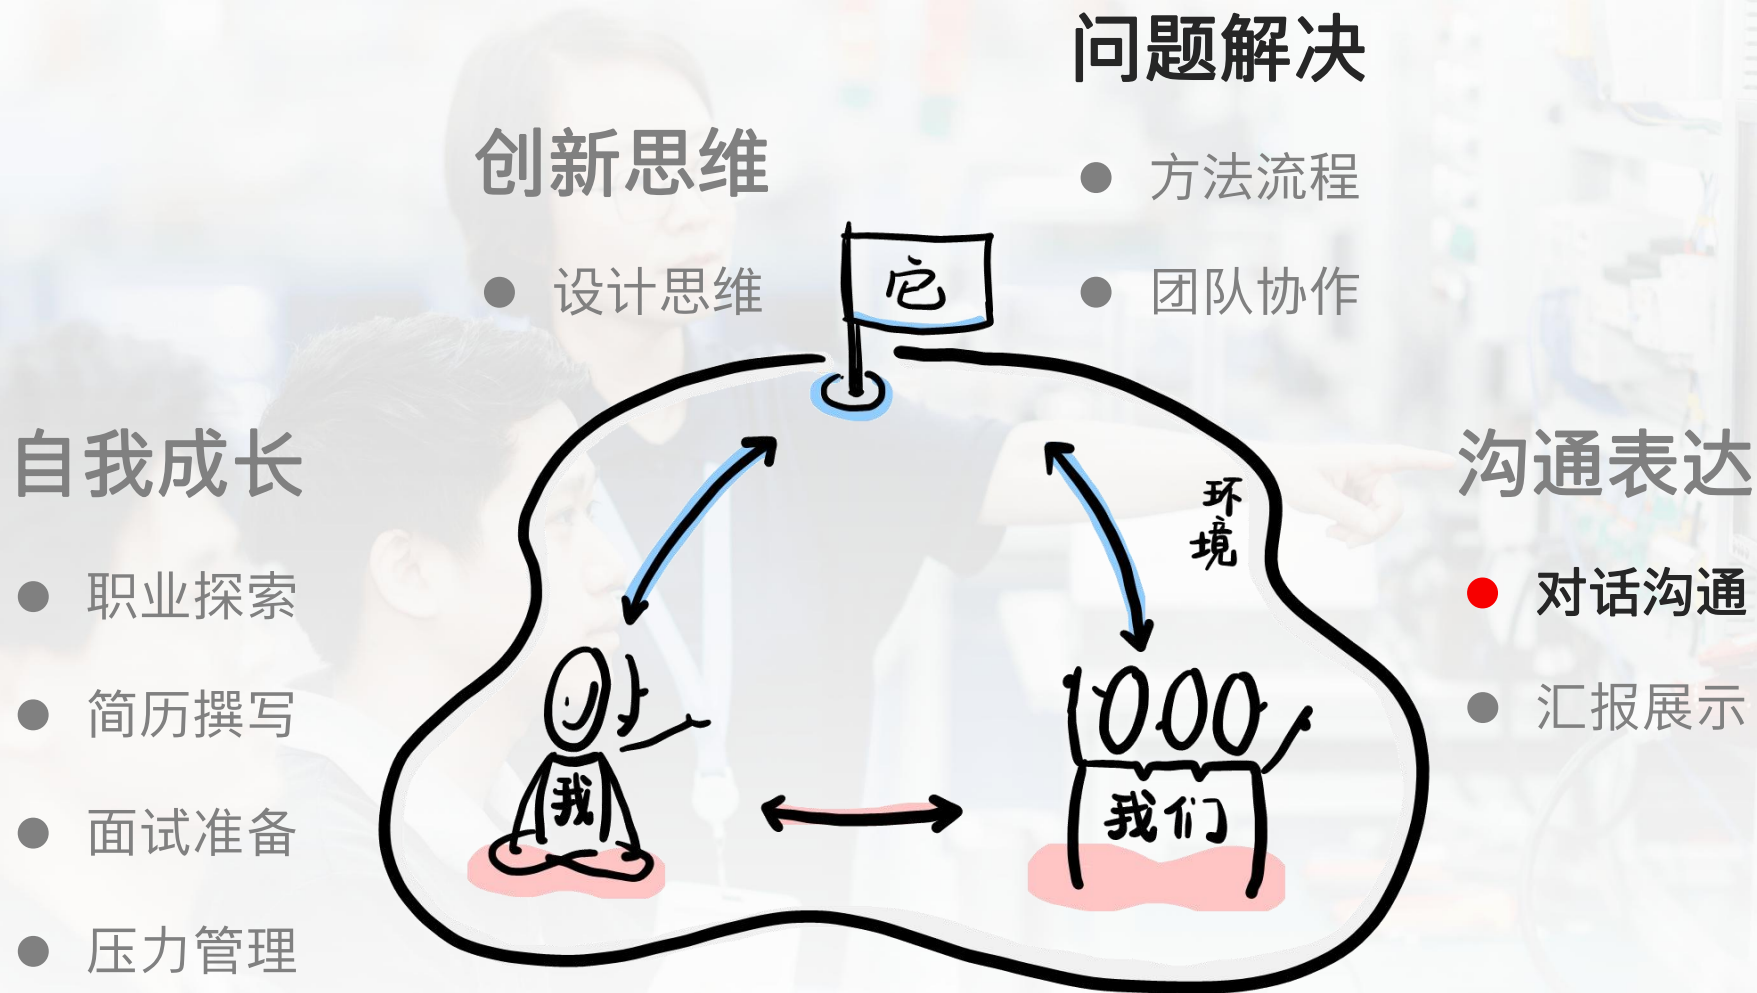 问题解决
方法流程
团队协作
创新思维
设计思维
它
自我成长
职业探索
简历撰写
面试准备
压力管理
环境
我
我们
沟通表达
对话沟通
汇报展示